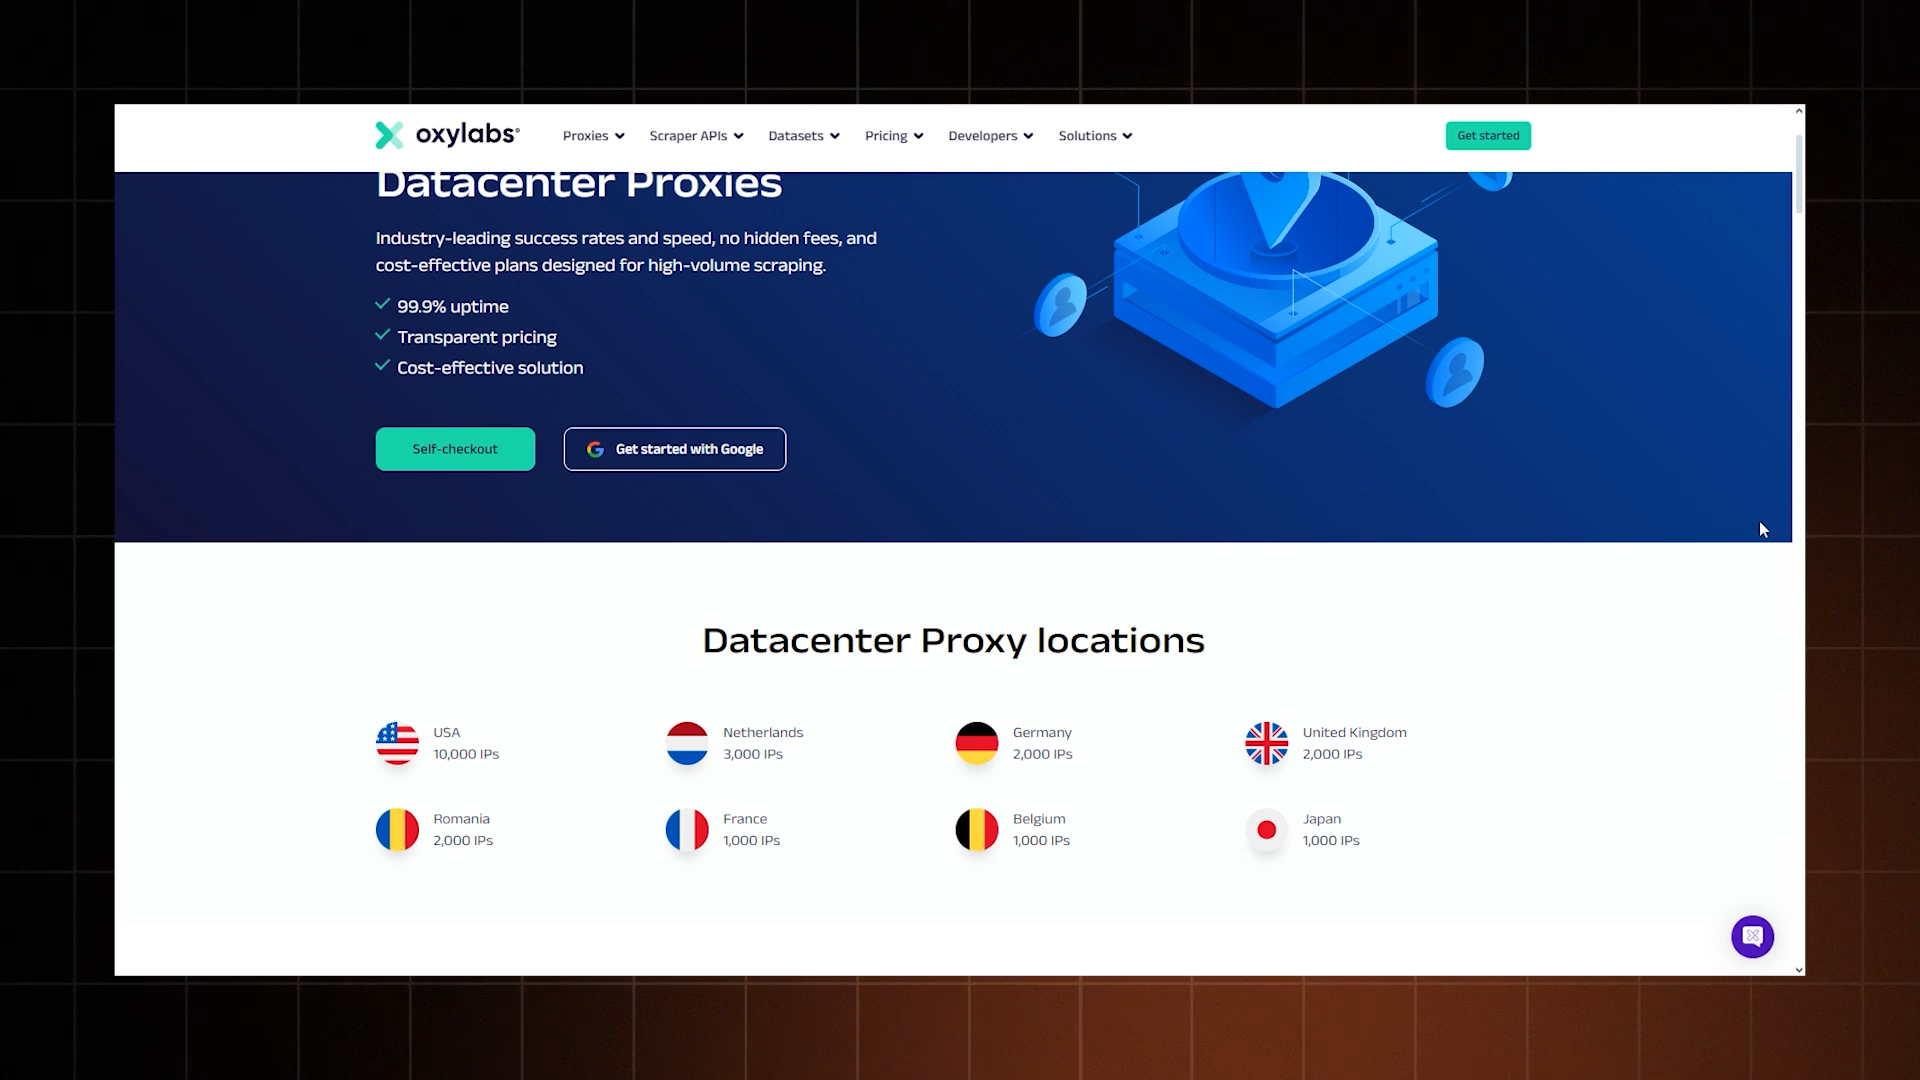 oxylabs®
Proxies
Scraper APIs
Datasets
Pricing
Developers
Solutions
Get started
Datacenter Proxies
Industry-leading success rates and speed, no hidden fees, and
cost-effective plans designed for high-volume scraping.
99.9% uptime
Transparent pricing
Cost-effective solution
Self-checkout
Get started with Google
Datacenter Proxy locations
USA
10,000 IPs
Netherlands
3,000 IPs
Germany
2,000 IPs
United Kingdom
2,000 IPs
Romania
2,000 IPs
France
1,000 IPs
Belgium
1,000 IPs
Japan
1,000 IPs